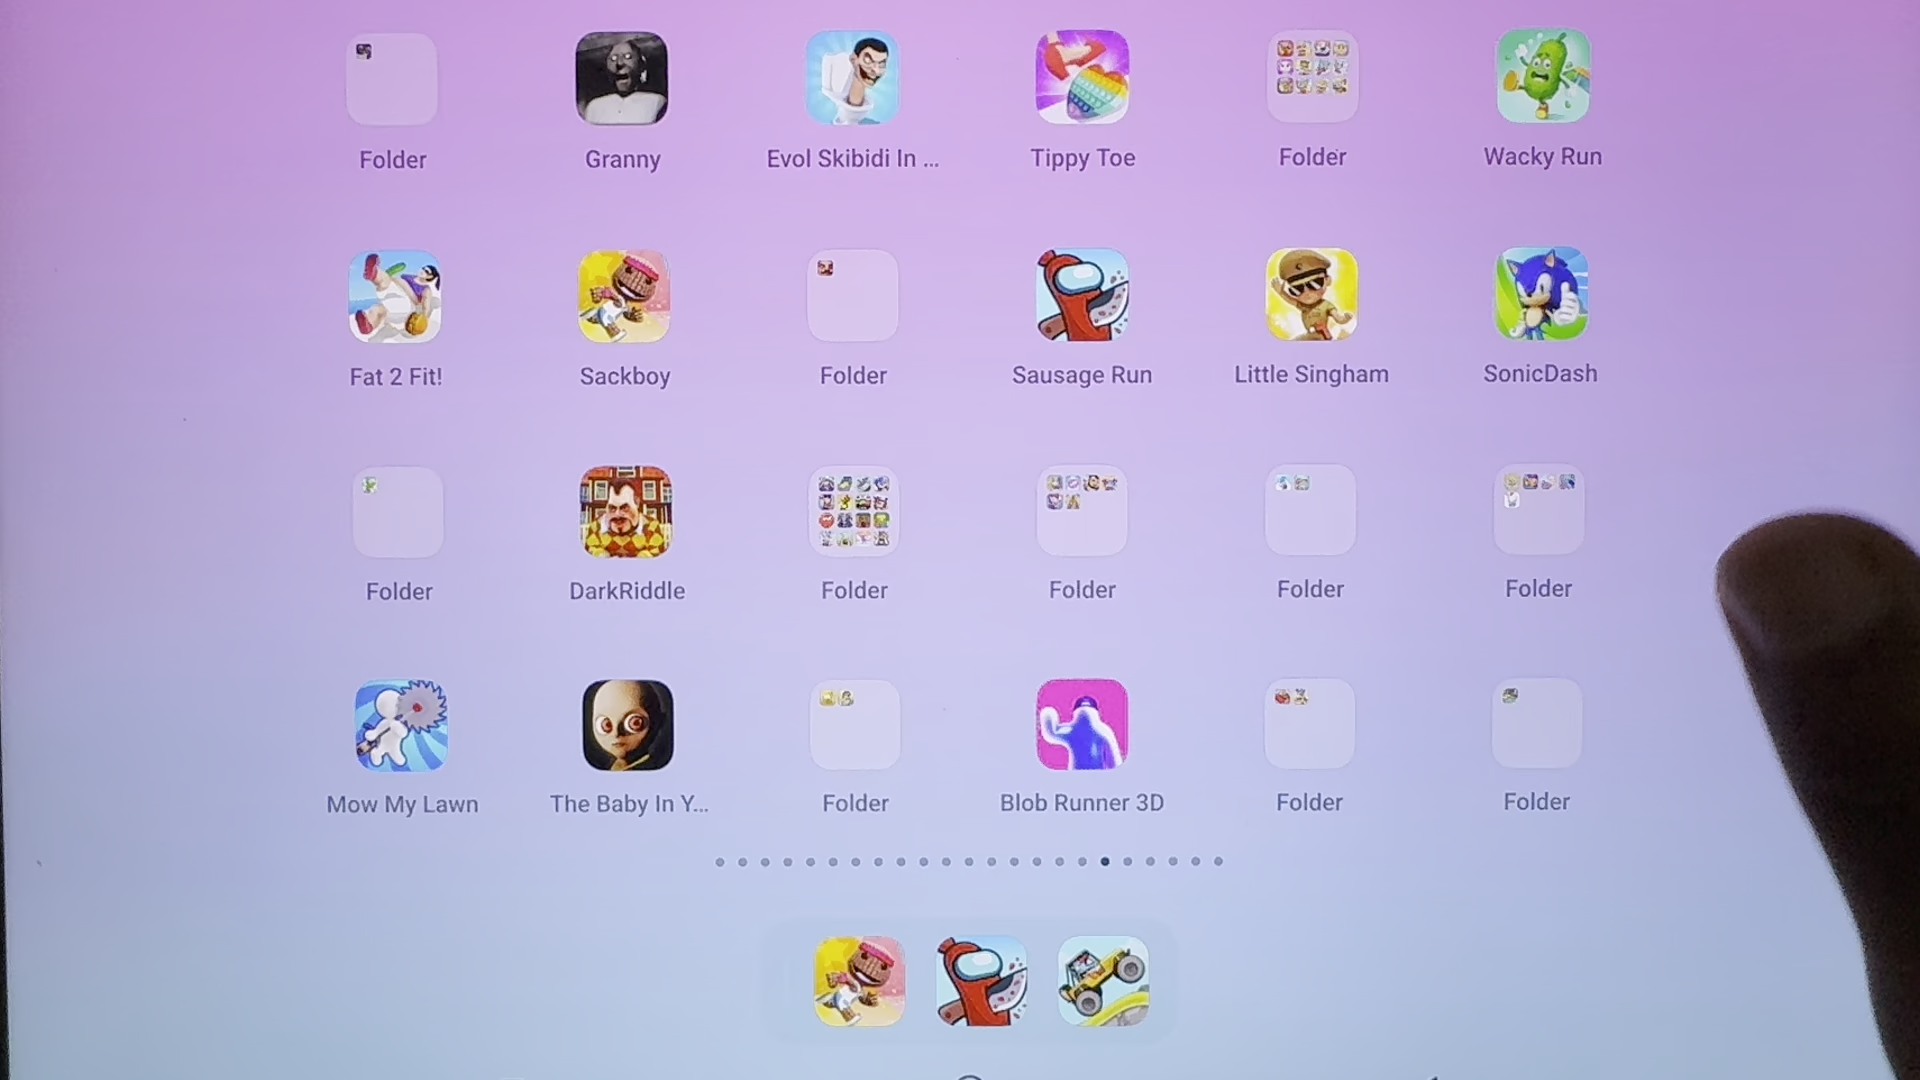 Folder
Granny
Evol Skibidi In ...
Tippy Toe
Folder
Wacky Run
Fat 2 Fit!
Sackboy
Folder
Sausage Run
Little Singham
SonicDash
Folder
DarkRiddle
Folder
Folder
Folder
Folder
Mow My Lawn
The Baby In Y...
Folder
Blob Runner 3D
Folder
Folder